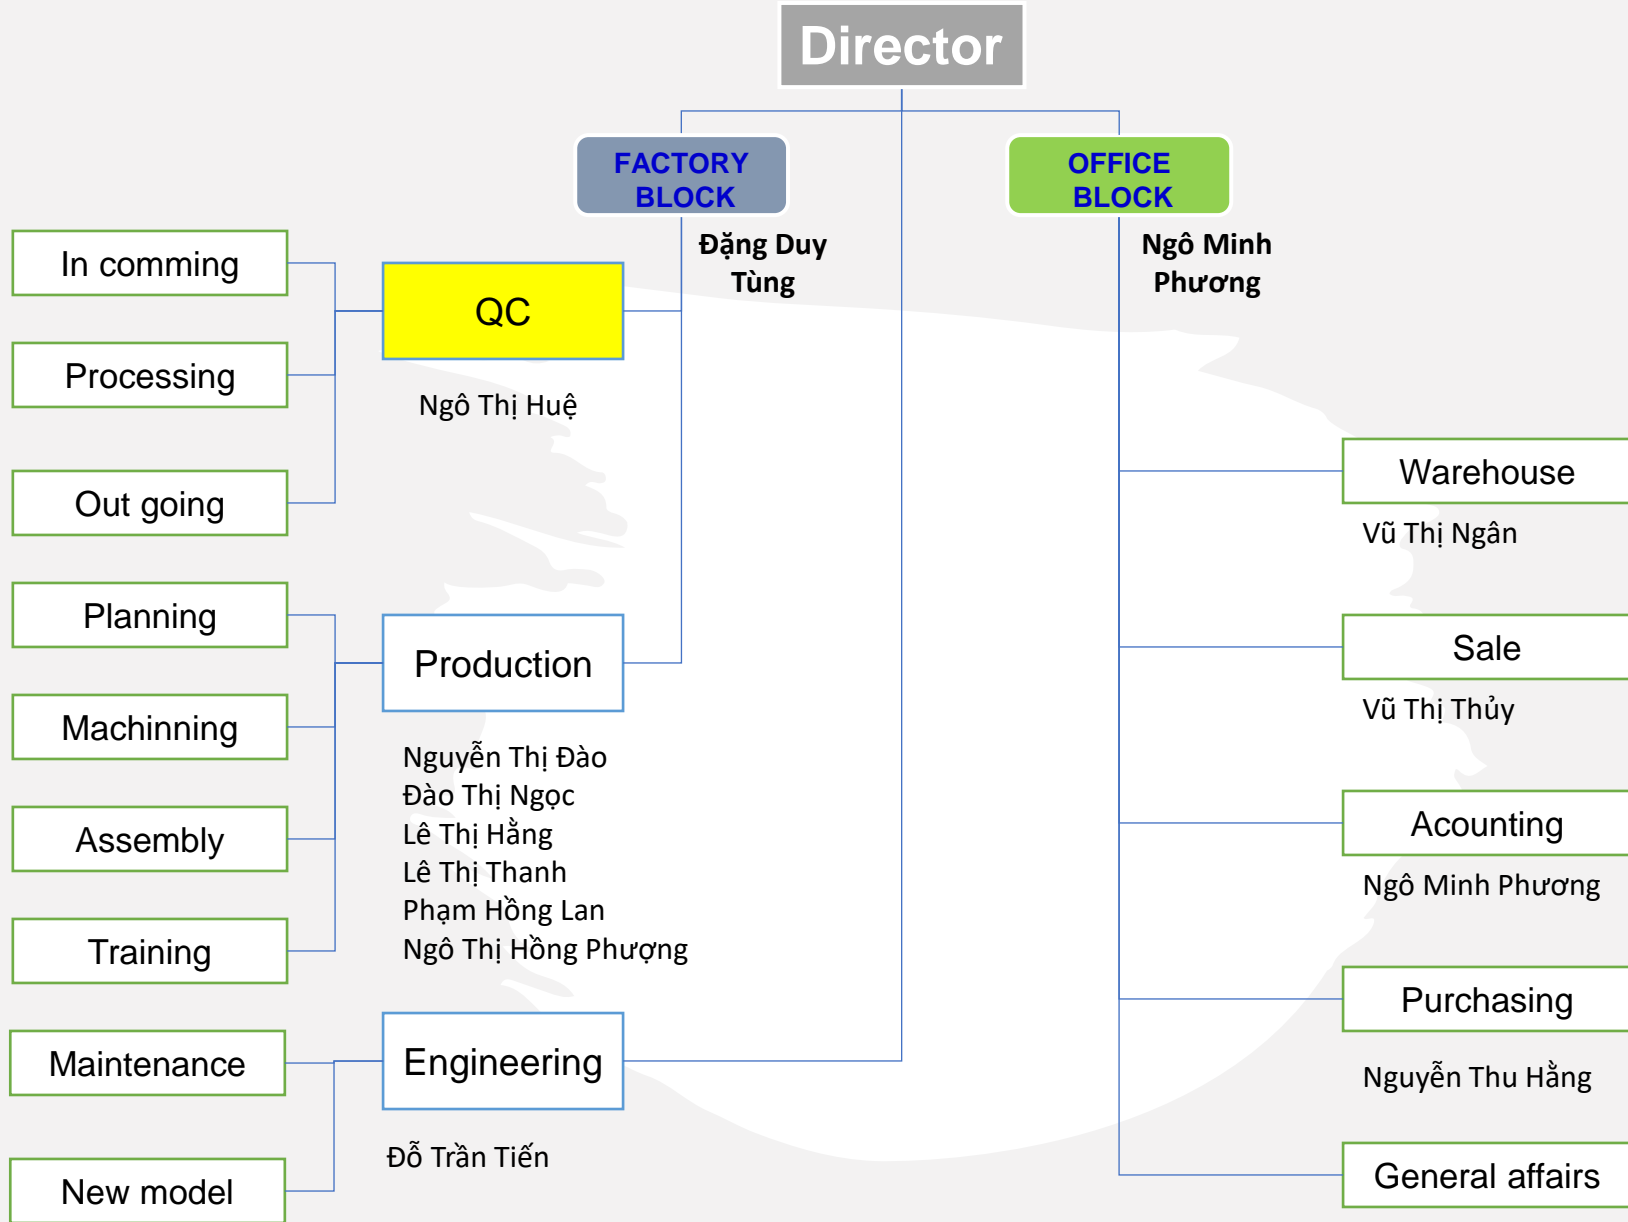 Director
FACTORY
BLOCK
OFFICE
BLOCK
Đặng Duy
Tùng
Ngô Minh
Phương
In comming
Processing
Out going
QC
Ngô Thị Huệ
Planning
Machinning
Assembly
Training
Production
Nguyễn Thị Đào
Đào Thị Ngọc
Lê Thị Hằng
Lê Thị Thanh
Phạm Hồng Lan
Ngô Thị Hồng Phượng
Maintenance
New model
Engineering
Đỗ Trần Tiến
Warehouse
Vũ Thị Ngân
Sale
Vũ Thị Thủy
Acounting
Ngô Minh Phương
Purchasing
Nguyễn Thu Hằng
General affairs